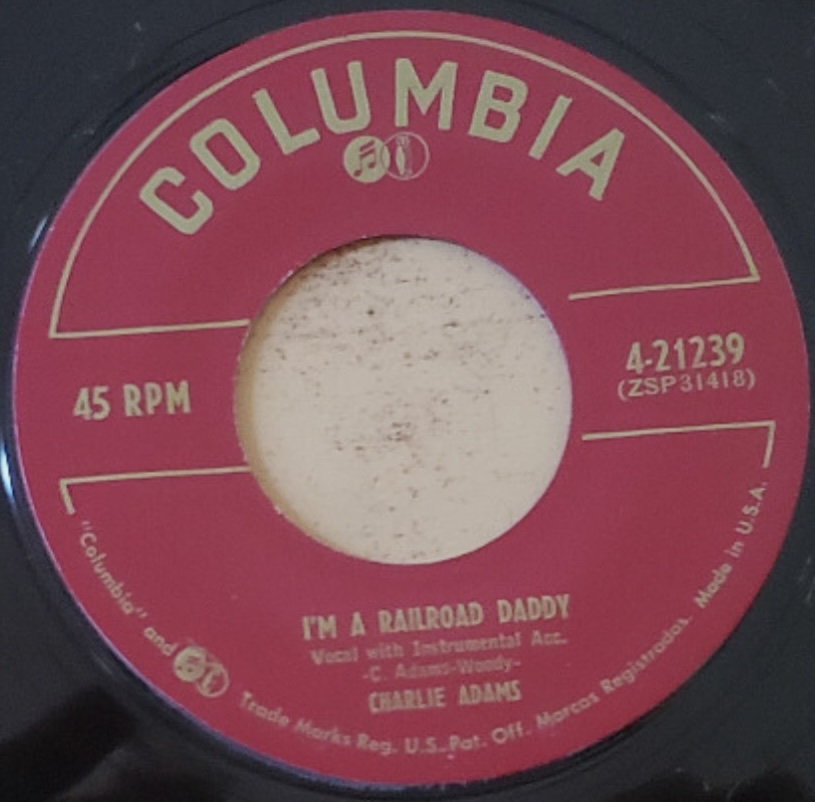 COLUMBIA
45 RPM
4-21239
(ZSP31418)
I'M A RAILROAD DADDY
Vocal with Instrumental Acc.
-C. Adams-Woody-
CHARLIE ADAMS
"Columbia" and Trade Marks Reg. U.S. Pat. Off. Marcas Registradas. Made in U.S.A.